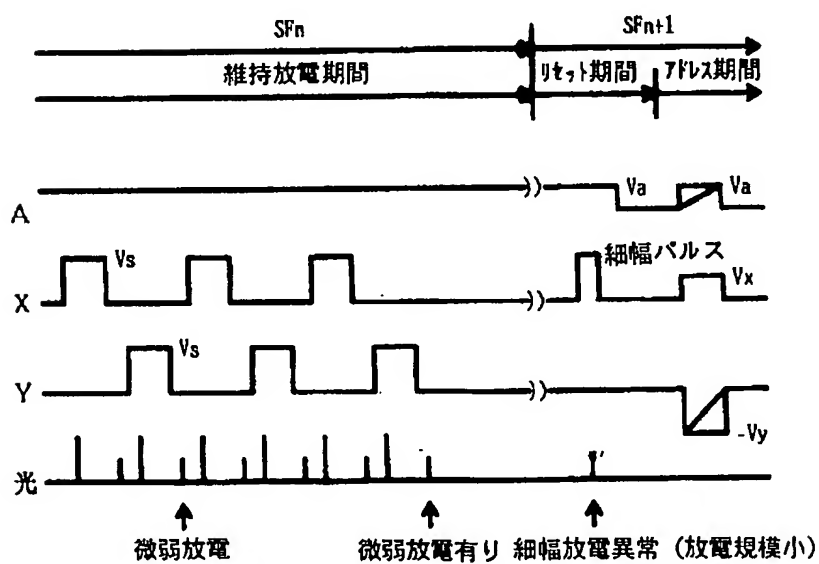 SFn SFn+1
維持放電期間 リセット期間 アドレス期間
A Va Va
X Vs 細幅パルス Vx
Y Vs -Vy
光
微弱放電 微弱放電有り 細幅放電異常 (放電規模小)